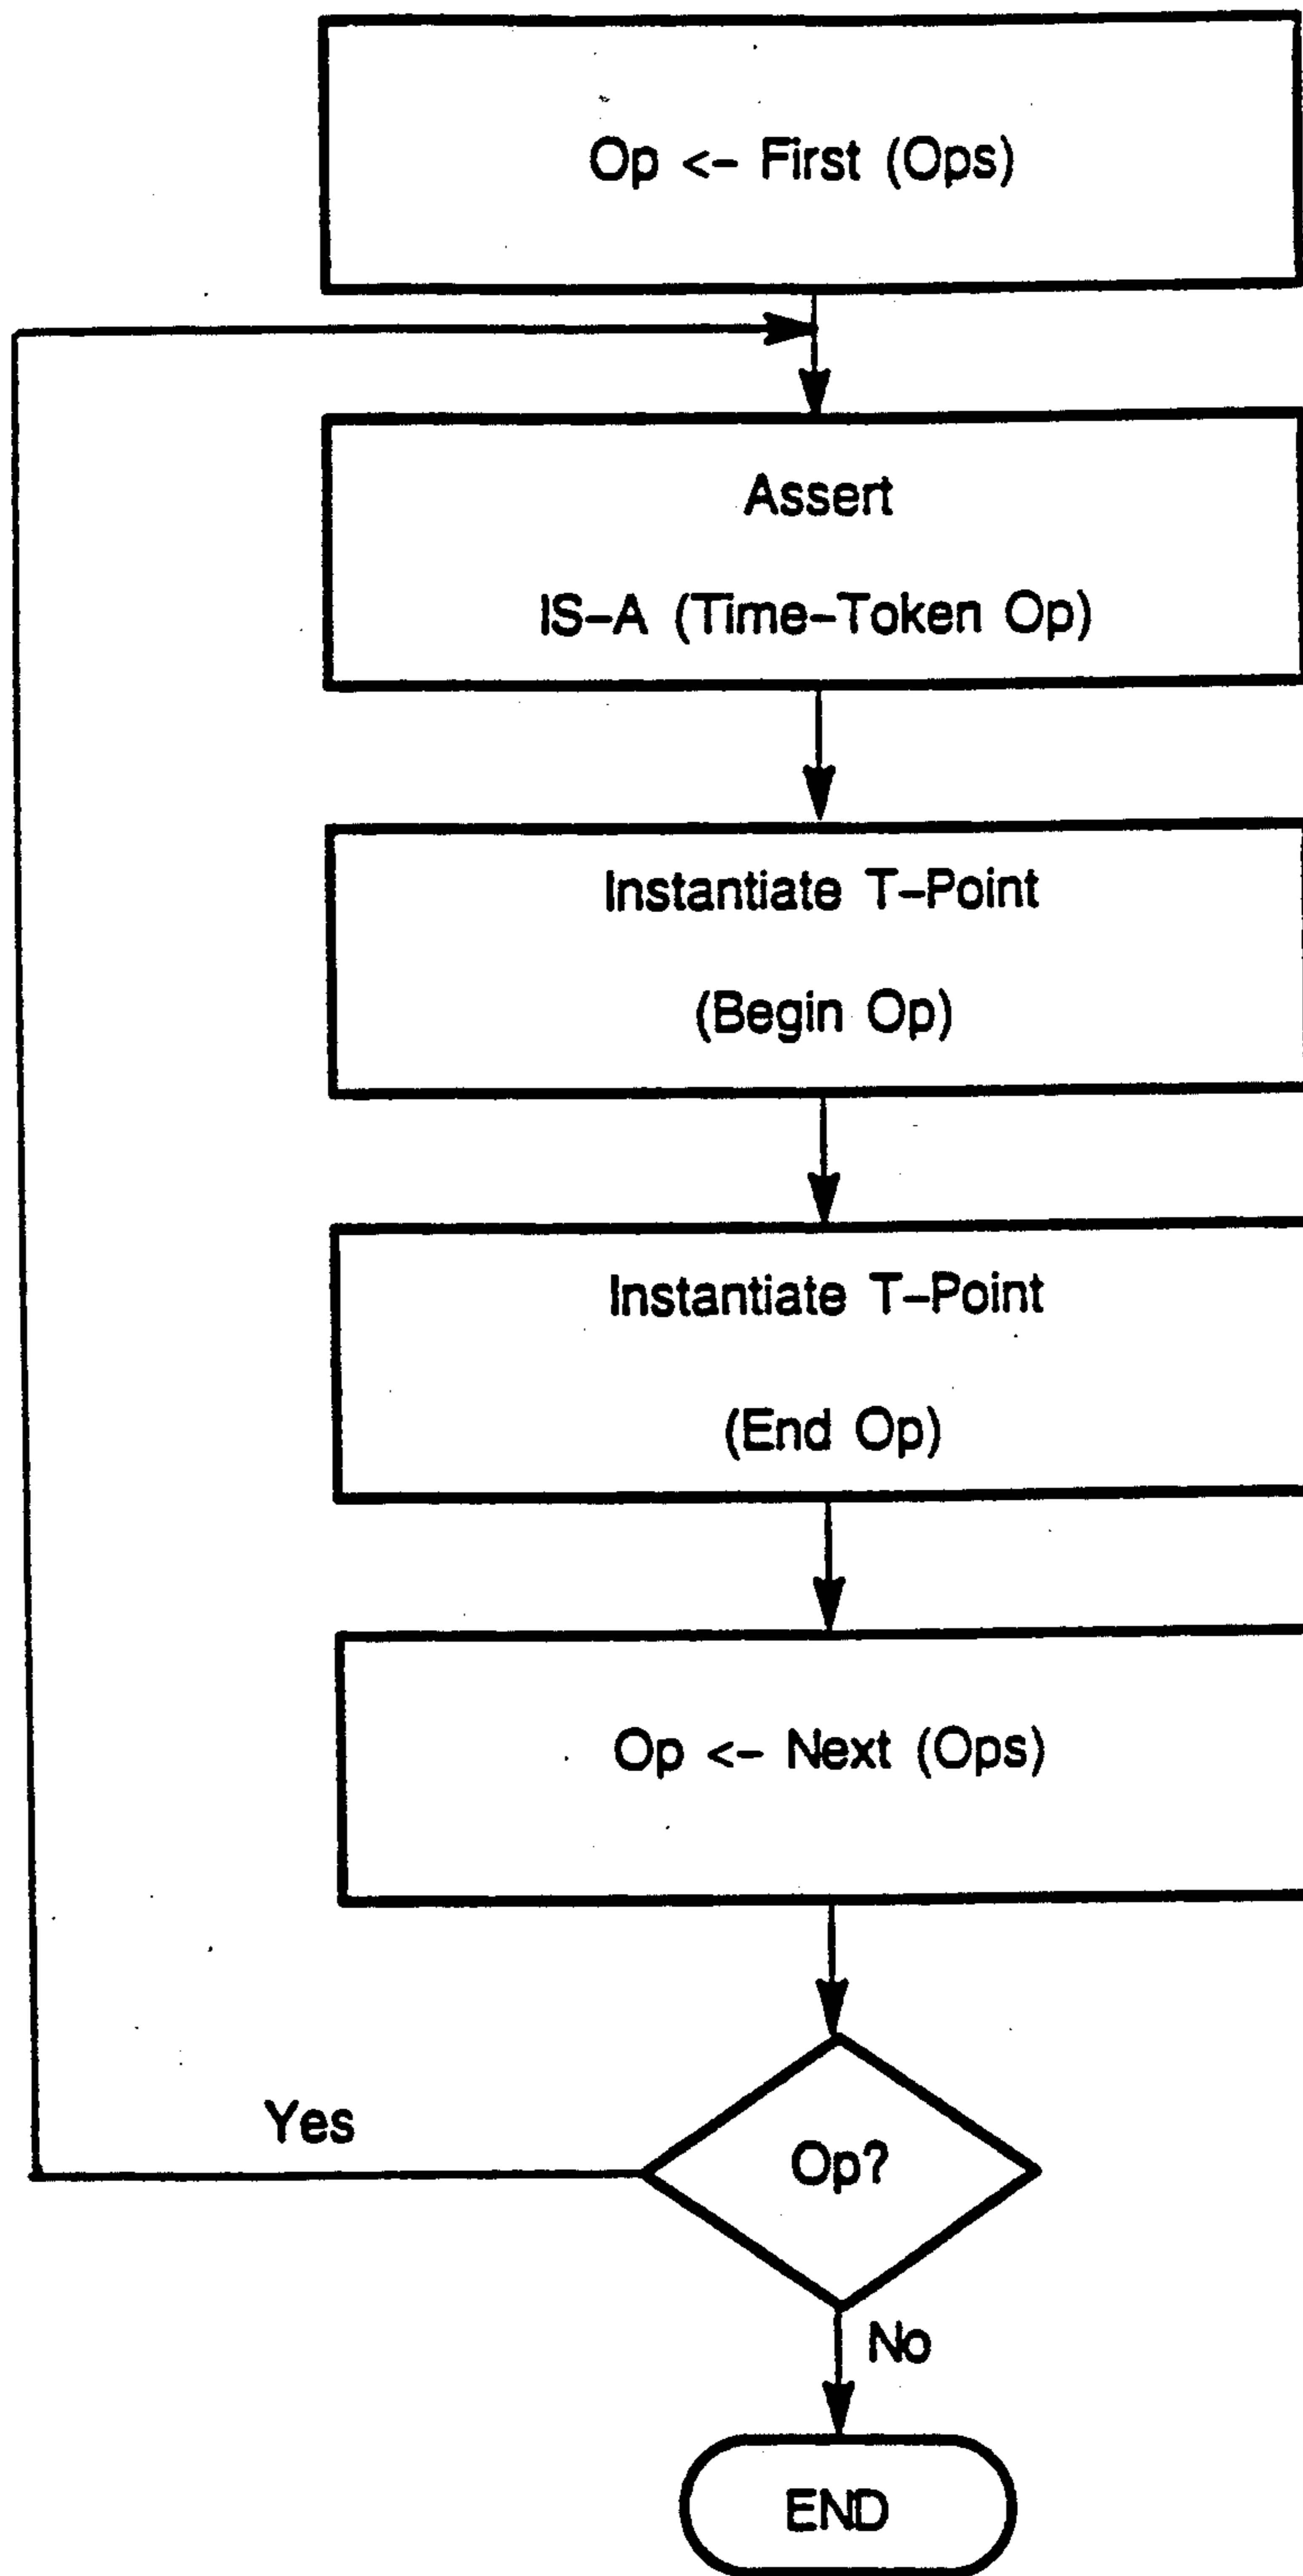 Op <- First (Ops)
Assert
IS-A (Time-Token Op)
Instantiate T-Point
(Begin Op)
Instantiate T-Point
(End Op)
Op <- Next (Ops)
Op?
Yes
No
END